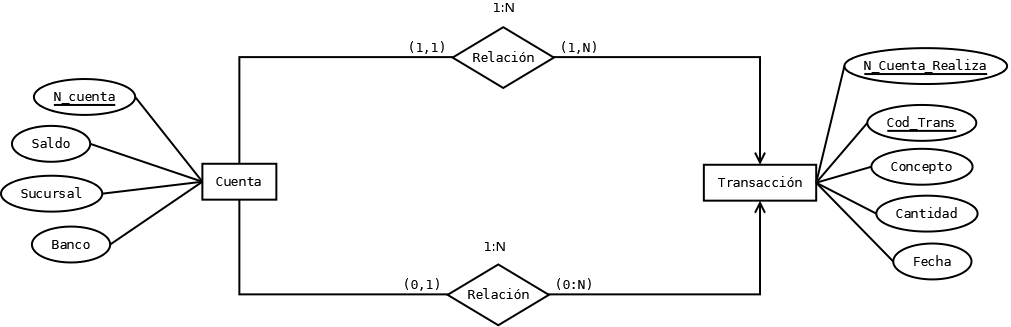 1:N
(1,1)
Relación
(1,N)
N_Cuenta_Realiza
N_cuenta
Cod_Trans
Saldo
Concepto
Cuenta
Transacción
Sucursal
Cantidad
Banco
1:N
Fecha
(0,1)
Relación
(0:N)